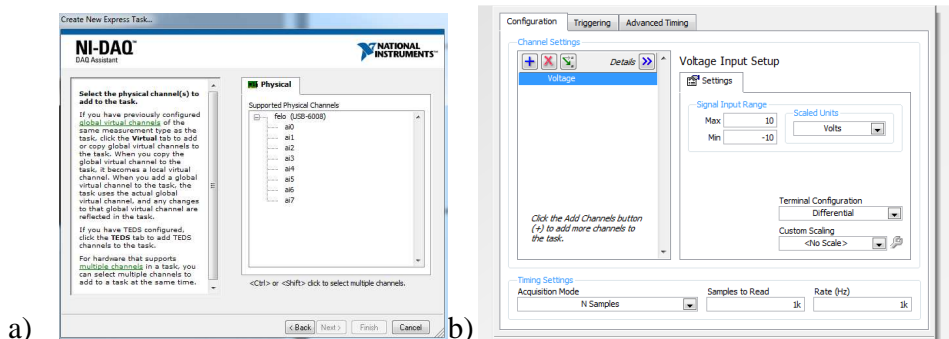 Create New Express Task...
NI-DAQ™
DAQ Assistant
NATIONAL
INSTRUMENTS™
Select the physical channel(s) to
add to the task.
If you have previously configured
global virtual channels of the
same measurement type as the
task, click the Virtual tab to add
or copy global virtual channels to
the task. When you copy the
global virtual channel to the
task, it becomes a local virtual
channel. When you add a global
virtual channel to the task, the
task uses the actual global
virtual channel, and any changes
to that global virtual channel are
reflected in the task.
If you have TEDS configured,
click the TEDS tab to add TEDS
channels to the task.
For hardware that supports
multiple channels in a task, you
can select multiple channels to
add to a task at the same time.
Physical
Supported Physical Channels
felo (USB-6008)
ai0
ai1
ai2
ai3
ai4
ai5
ai6
ai7
<Ctrl> or <Shift> click to select multiple channels.
< Back
Next >
Finish
Cancel
a)
Configuration
Triggering
Advanced Timing
Channel Settings
Details
Voltage
Click the Add Channels button
(+) to add more channels to
the task.
Voltage Input Setup
Settings
Signal Input Range
Max 10
Min -10
Scaled Units
Volts
Terminal Configuration
Differential
Custom Scaling
<No Scale>
Timing Settings
Acquisition Mode
N Samples
Samples to Read
1k
Rate (Hz)
1k
b)